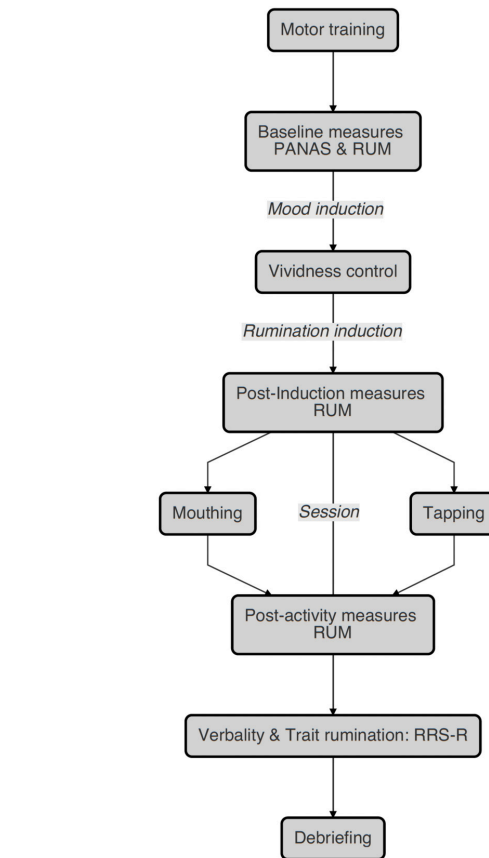 Motor training
Baseline measures
PANAS & RUM
Mood induction
Vividness control
Rumination induction
Post-Induction measures
RUM
Mouthing
Session
Tapping
Post-activity measures
RUM
Verbality & Trait rumination: RRS-R
Debriefing